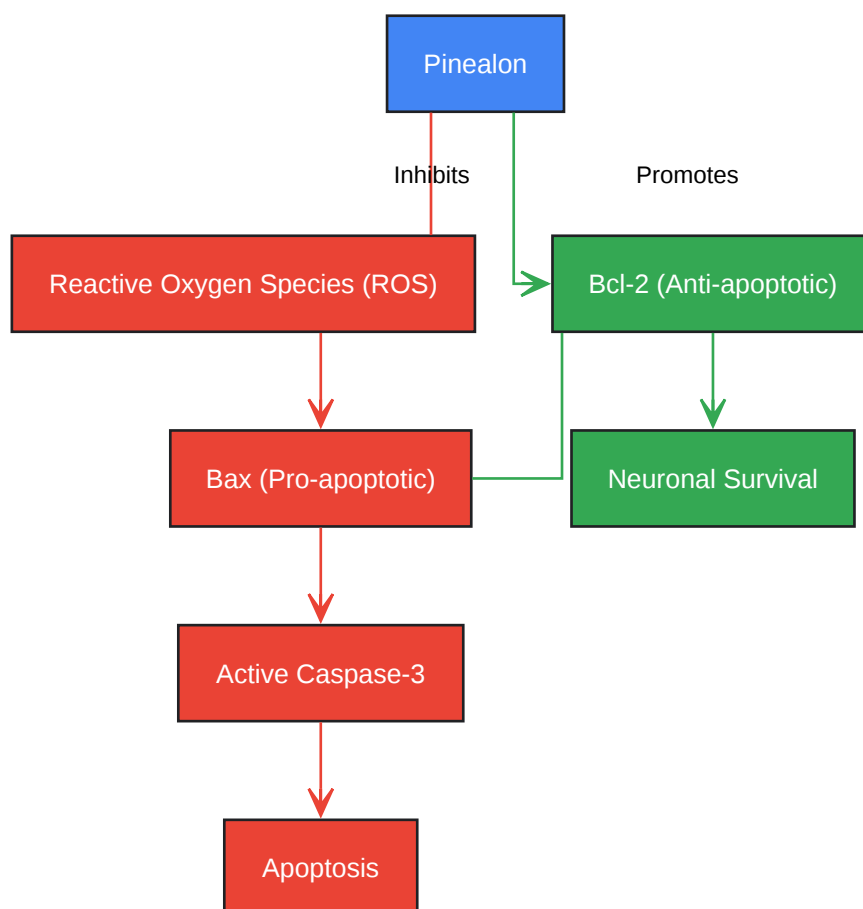 Pinealon
Inhibits
Promotes
Reactive Oxygen Species (ROS)
Bcl-2 (Anti-apoptotic)
Bax (Pro-apoptotic)
Neuronal Survival
Active Caspase-3
Apoptosis